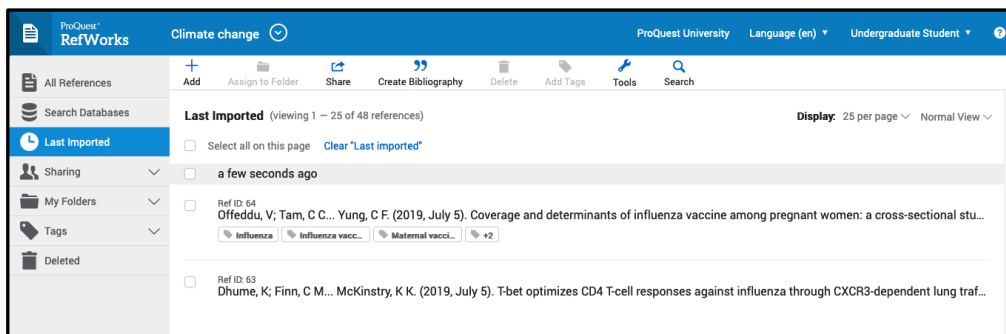 ProQuest®
RefWorks
Climate change
ProQuest University Language (en) ▼ Undergraduate Student ▼ ?
All References
Search Databases
Last Imported
Sharing
My Folders
Tags
Deleted
Add Assign to Folder Share Create Bibliography Delete Add Tags Tools Search
Last Imported (viewing 1 – 25 of 48 references) Display: 25 per page Normal View
Select all on this page Clear "Last imported"
a few seconds ago
Ref ID: 64
Offeddu, V; Tam, C C... Yung, C F. (2019, July 5). Coverage and determinants of influenza vaccine among pregnant women: a cross-sectional stu...
Influenza Influenza vacc... Maternal vacci... +2
Ref ID: 63
Dhume, K; Finn, C M... McKinstry, K K. (2019, July 5). T-bet optimizes CD4 T-cell responses against influenza through CXCR3-dependent lung traf...